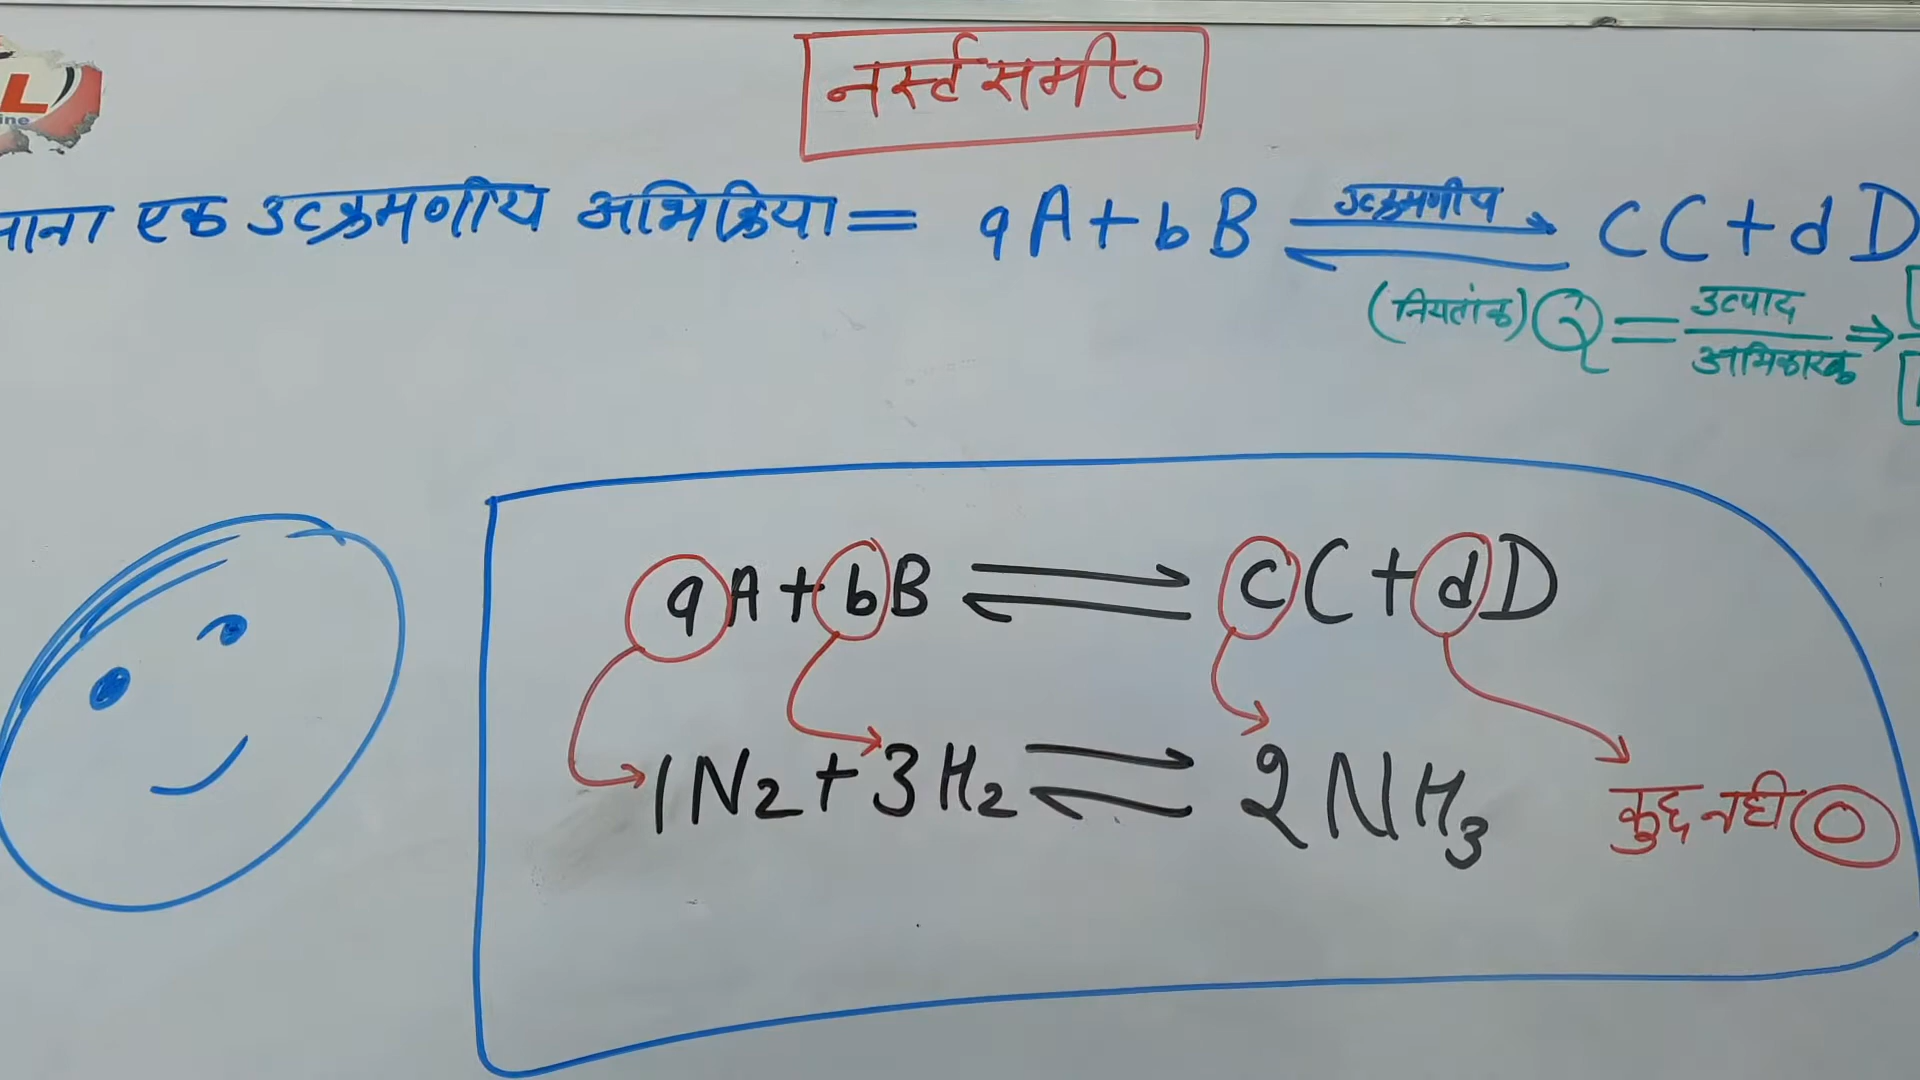 L
ine
नर्स्ट समी०
माना एक उत्क्रमणीय अभिक्रिया = aA + bB ⇌ cC + dD
उत्क्रमणीय
(नियतांक) Q = उत्पाद / अभिकारक ⇒
aA + bB ⇌ cC + dD
1N2 + 3H2 ⇌ 2NH3
कुछ नही 0